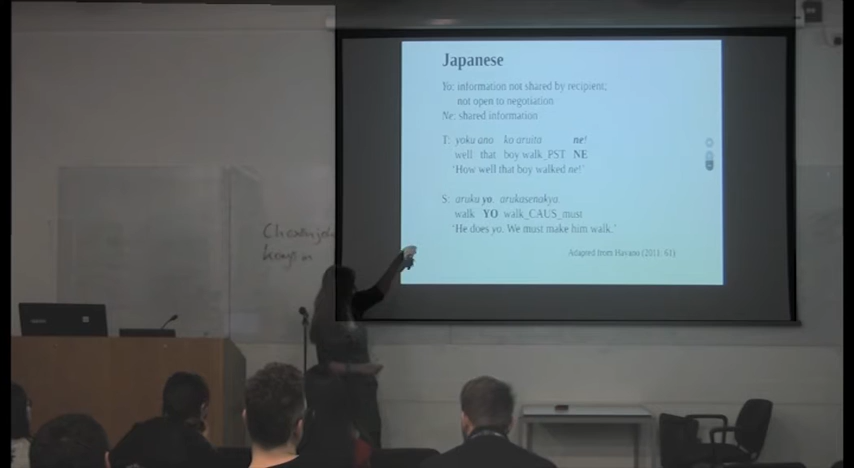 Japanese
Yo: information not shared by recipient;
not open to negotiation
Ne: shared information
T: yoku ano ko aruita ne!
well that boy walk_PST NE
'How well that boy walked ne!'
S: aruku yo. arukasenakya.
walk YO walk_CAUS_must
'He does yo. We must make him walk.'
Adapted from Hayano (2011: 61)